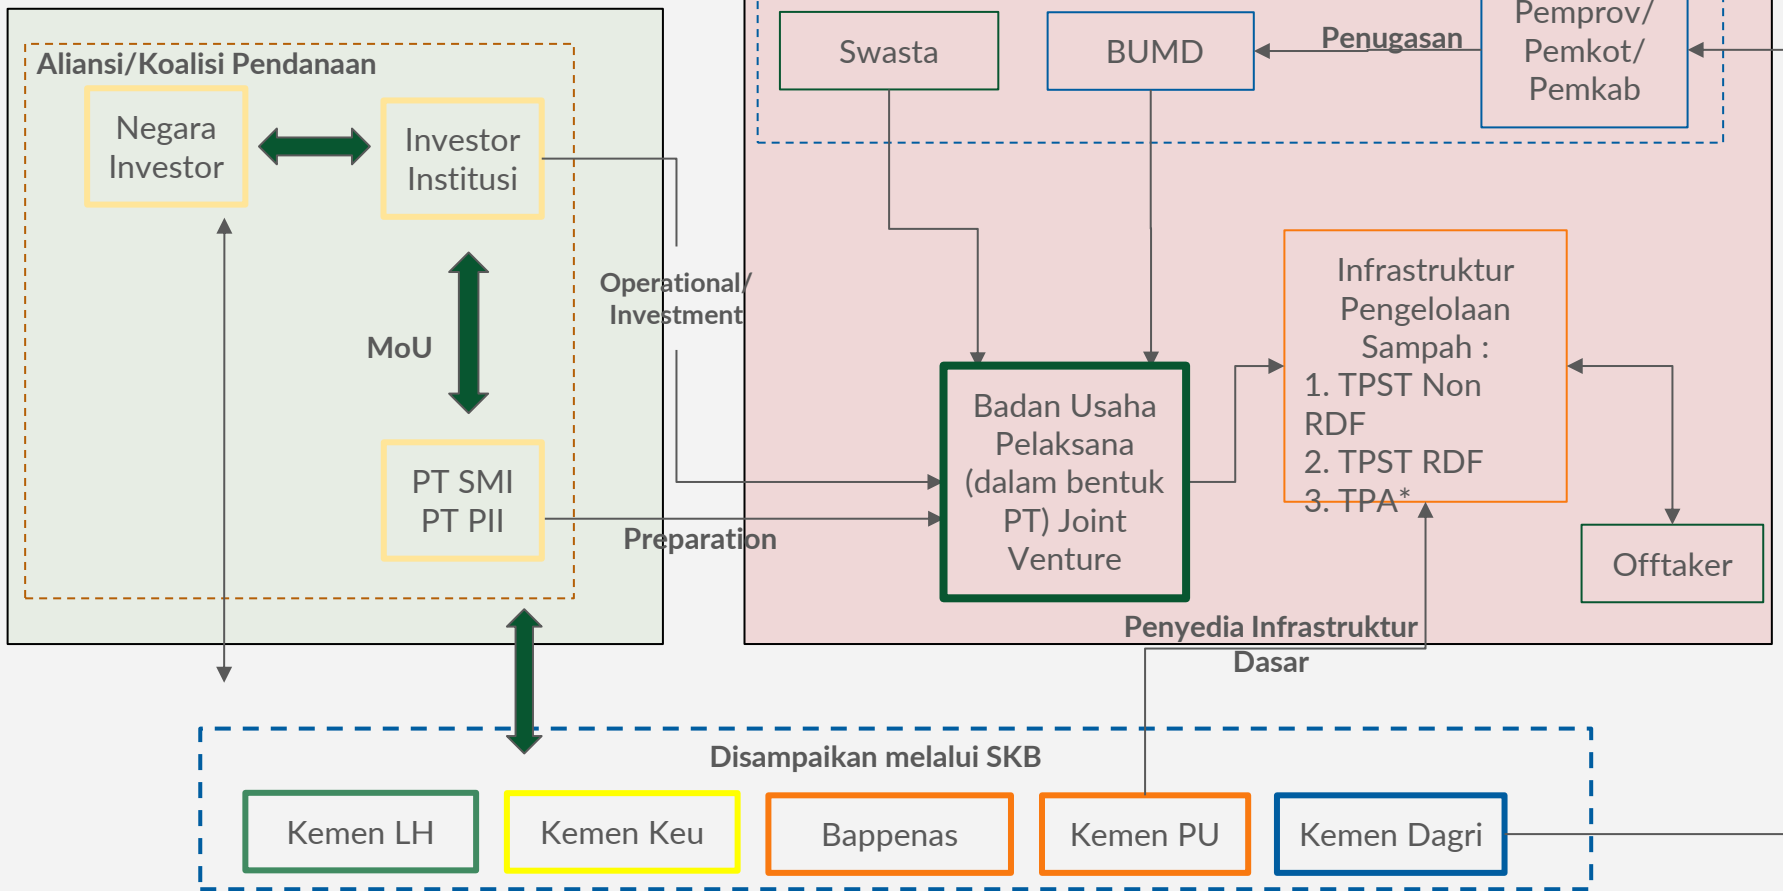 Aliansi/Koalisi Pendanaan
Negara
Investor
Investor
Institusi
MoU
PT SMI
PT PII
Operational/
Investment
Preparation
Swasta
BUMD
Penugasan
Pemprov/
Pemkot/
Pemkab
Badan Usaha
Pelaksana
(dalam bentuk
PT) Joint
Venture
Infrastruktur
Pengelolaan
Sampah :
1. TPST Non
RDF
2. TPST RDF
3. TPA*
Offtaker
Penyedia Infrastruktur
Dasar
Disampaikan melalui SKB
Kemen LH
Kemen Keu
Bappenas
Kemen PU
Kemen Dagri